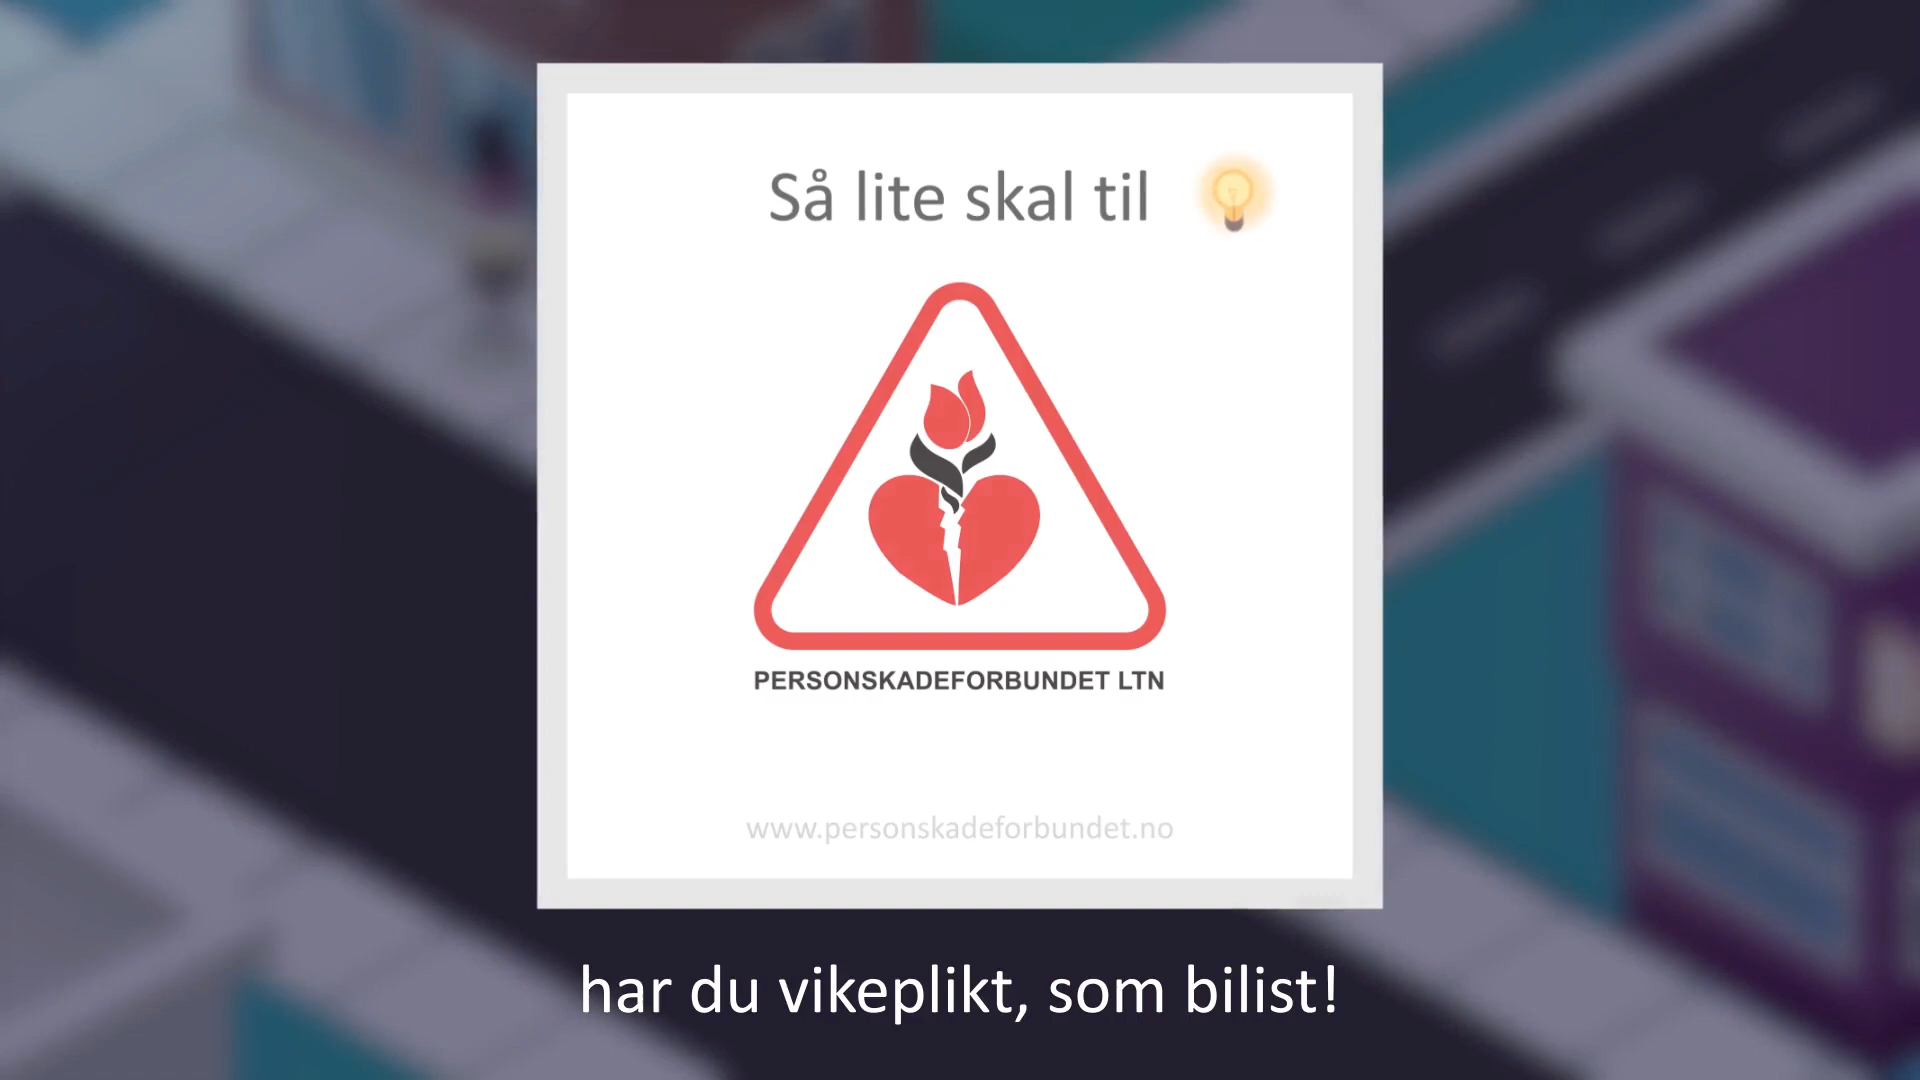 Så lite skal til
PERSONSKADEFORBUNDET LTN
www.personskadeforbundet.no
har du vikeplikt, som bilist!